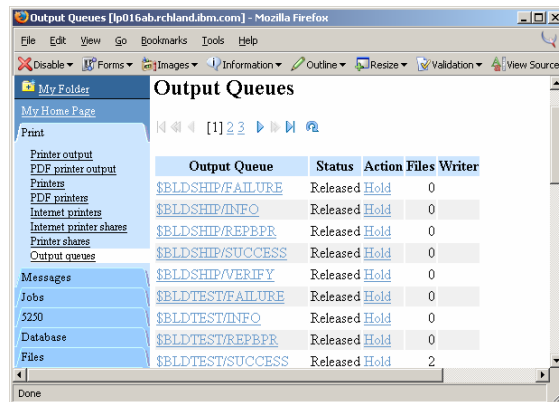 Output Queues [lp016ab.rchland.ibm.com] - Mozilla Firefox
File Edit View Go Bookmarks Tools Help
Disable Forms Images Information Outline Resize Validation View Source
My Folder
My Home Page
Print
Printer output
PDF printer output
Printers
PDF printers
Internet printers
Internet printer shares
Printer shares
Output queues
Messages
Jobs
5250
Database
Files
Output Queues
[1] 2 3
Output Queue Status Action Files Writer
$BLDSHIP/FAILURE Released Hold 0
$BLDSHIP/INFO Released Hold 0
$BLDSHIP/REPBPR Released Hold 0
$BLDSHIP/SUCCESS Released Hold 0
$BLDSHIP/VERIFY Released Hold 0
$BLDTEST/FAILURE Released Hold 0
$BLDTEST/INFO Released Hold 0
$BLDTEST/REPBPR Released Hold 0
$BLDTEST/SUCCESS Released Hold 2
Done